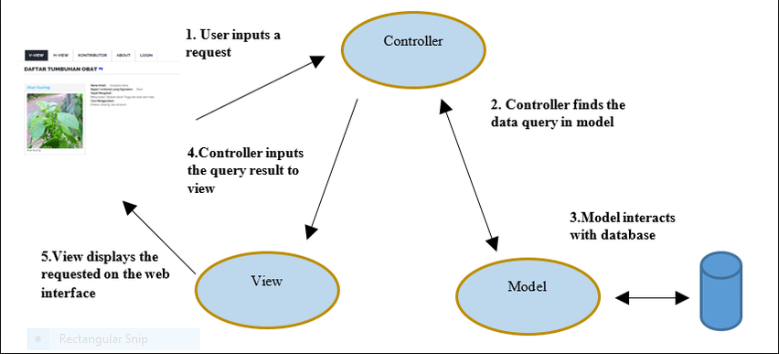 1. User inputs a
request
Controller
V-VIEW H-VIEW KONTRIBUTOR ABOUT LOGIN
DAFTAR TUMBUHAN OBAT
2. Controller finds the
data query in model
4.Controller inputs
the query result to
view
3.Model interacts
with database
5.View displays the
requested on the web
interface
View
Model
Rectangular Snip